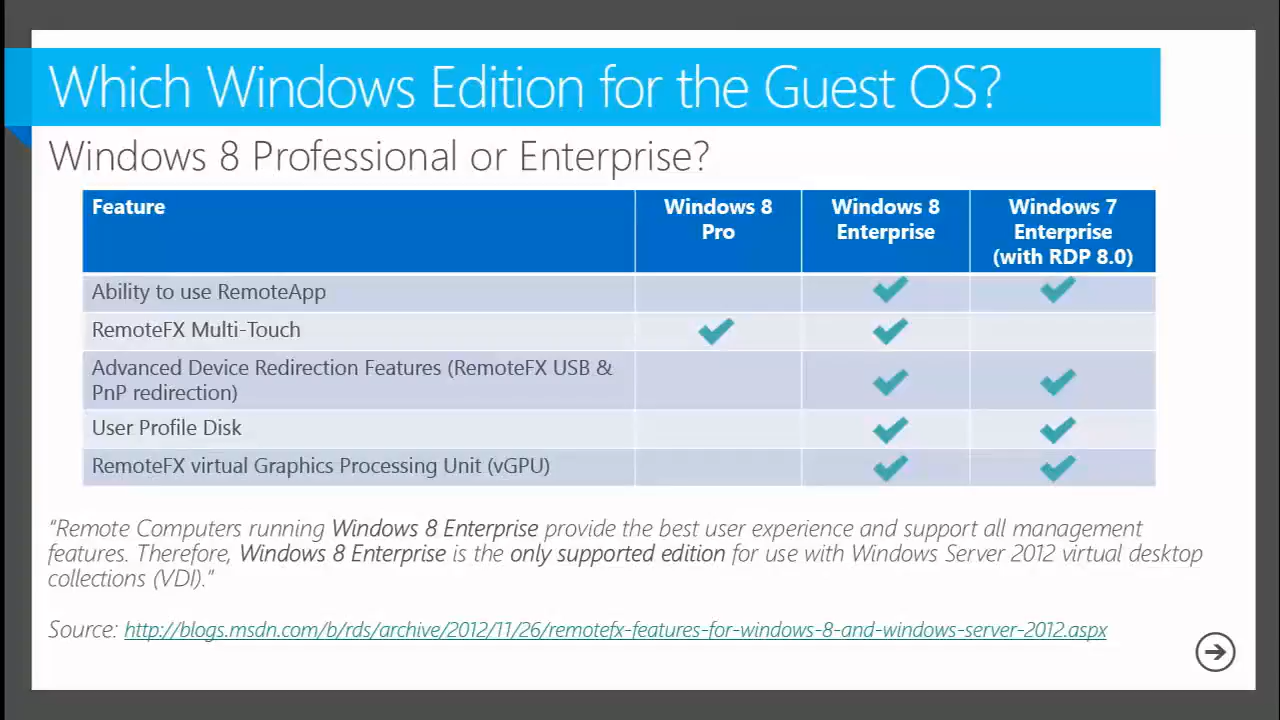 Which Windows Edition for the Guest OS?
Windows 8 Professional or Enterprise?
Feature
Windows 8
Pro
Windows 8
Enterprise
Windows 7
Enterprise
(with RDP 8.0)
Ability to use RemoteApp
RemoteFX Multi-Touch
Advanced Device Redirection Features (RemoteFX USB &
PnP redirection)
User Profile Disk
RemoteFX virtual Graphics Processing Unit (vGPU)
“Remote Computers running Windows 8 Enterprise provide the best user experience and support all management
features. Therefore, Windows 8 Enterprise is the only supported edition for use with Windows Server 2012 virtual desktop
collections (VDI).”
Source: http://blogs.msdn.com/b/rds/archive/2012/11/26/remotefx-features-for-windows-8-and-windows-server-2012.aspx